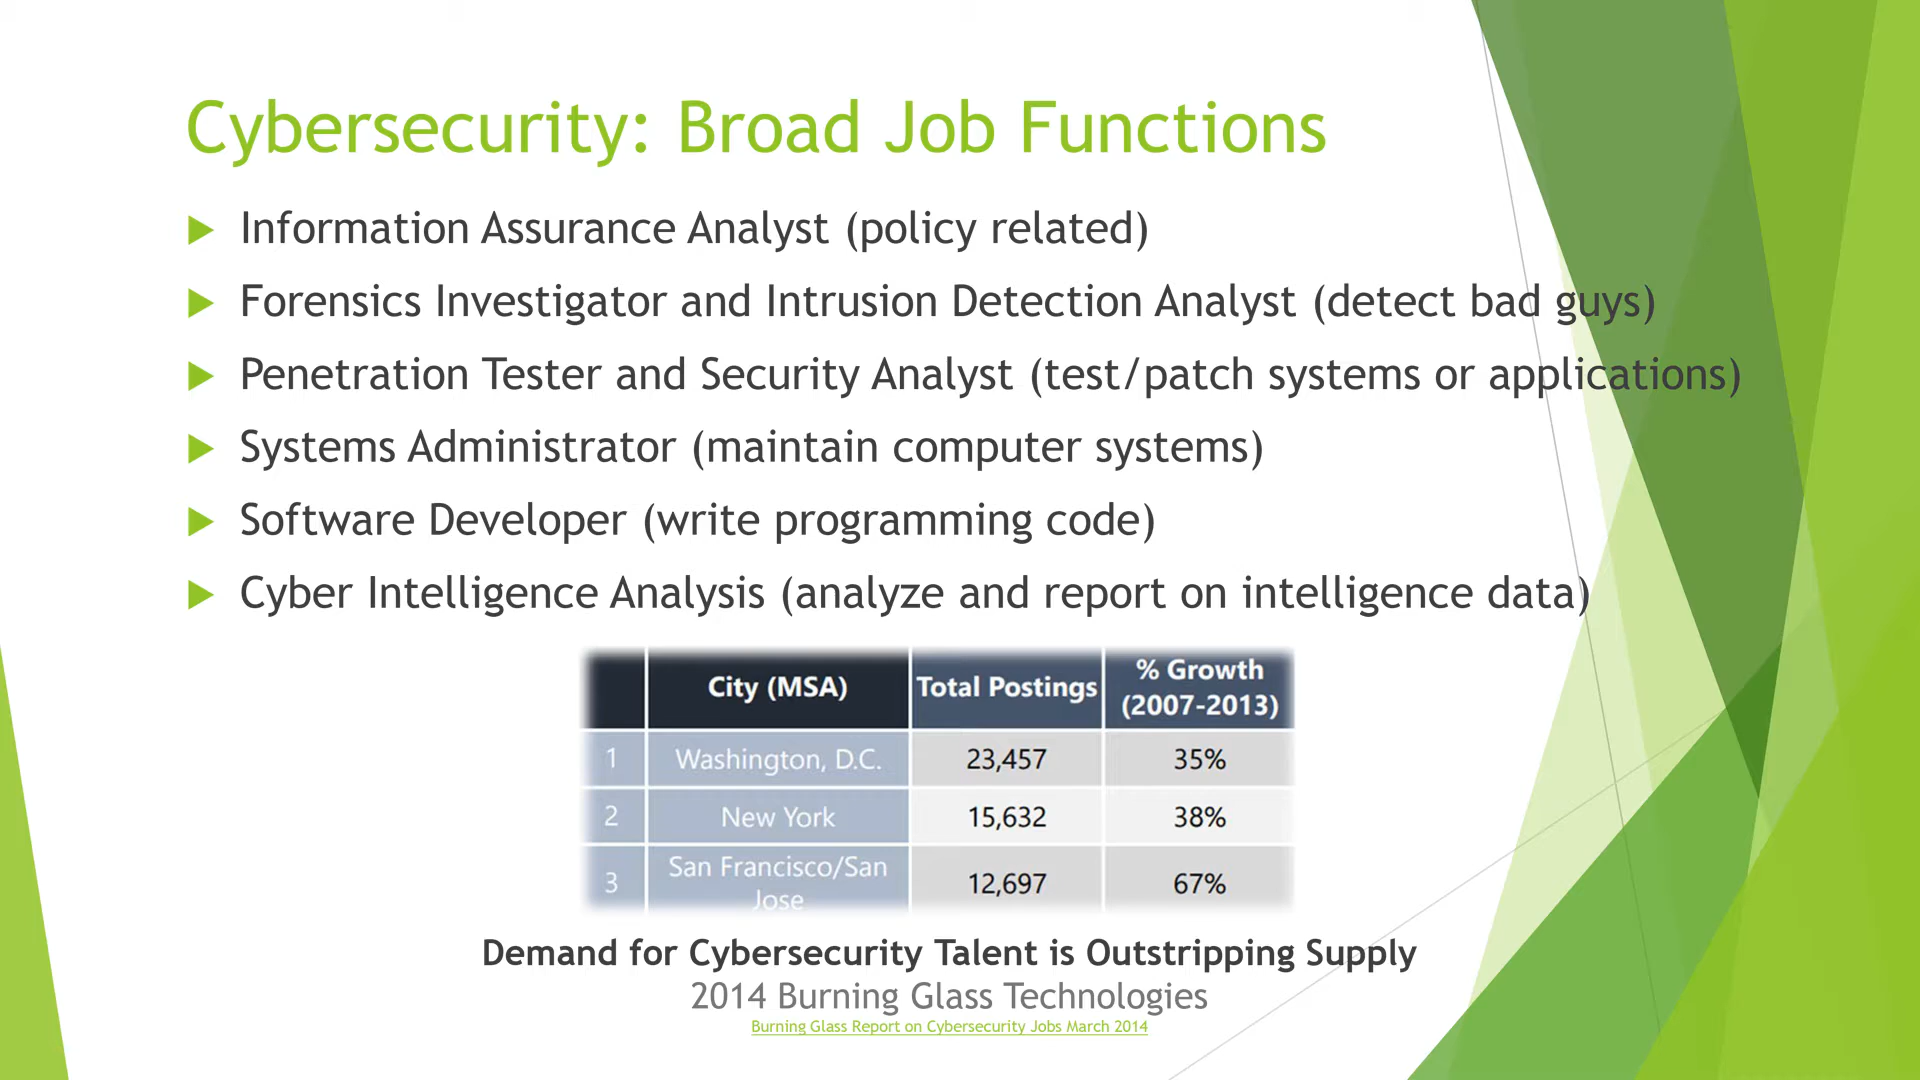 Cybersecurity: Broad Job Functions
Information Assurance Analyst (policy related)
Forensics Investigator and Intrusion Detection Analyst (detect bad guys)
Penetration Tester and Security Analyst (test/patch systems or applications)
Systems Administrator (maintain computer systems)
Software Developer (write programming code)
Cyber Intelligence Analysis (analyze and report on intelligence data)
City (MSA) Total Postings % Growth (2007-2013)
1 Washington, D.C. 23,457 35%
2 New York 15,632 38%
3 San Francisco/San Jose 12,697 67%
Demand for Cybersecurity Talent is Outstripping Supply
2014 Burning Glass Technologies
Burning Glass Report on Cybersecurity Jobs March 2014